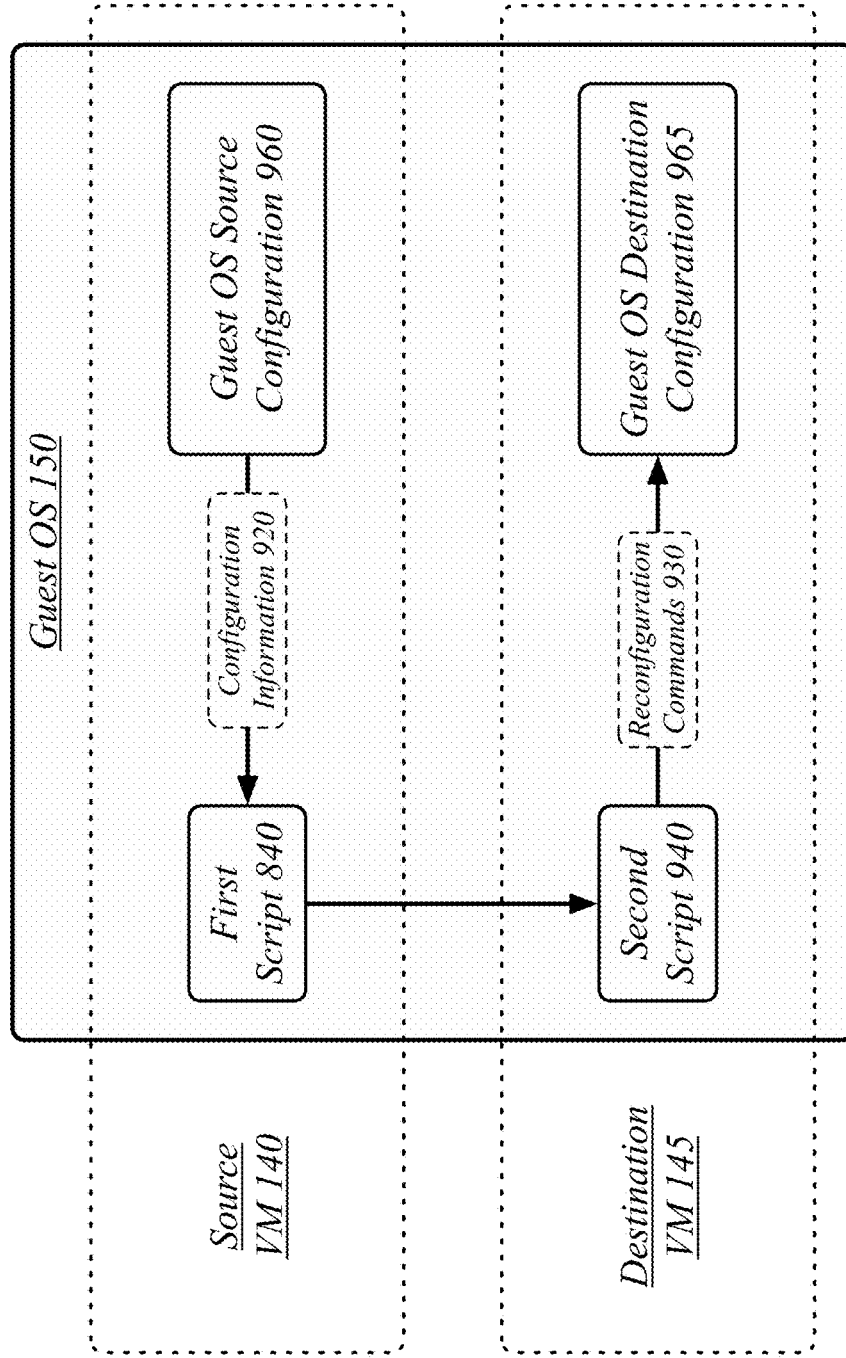 Guest OS 150
Source
VM 140
First
Script 840
Configuration
Information 920
Guest OS Source
Configuration 960
Destination
VM 145
Second
Script 940
Reconfiguration
Commands 930
Guest OS Destination
Configuration 965